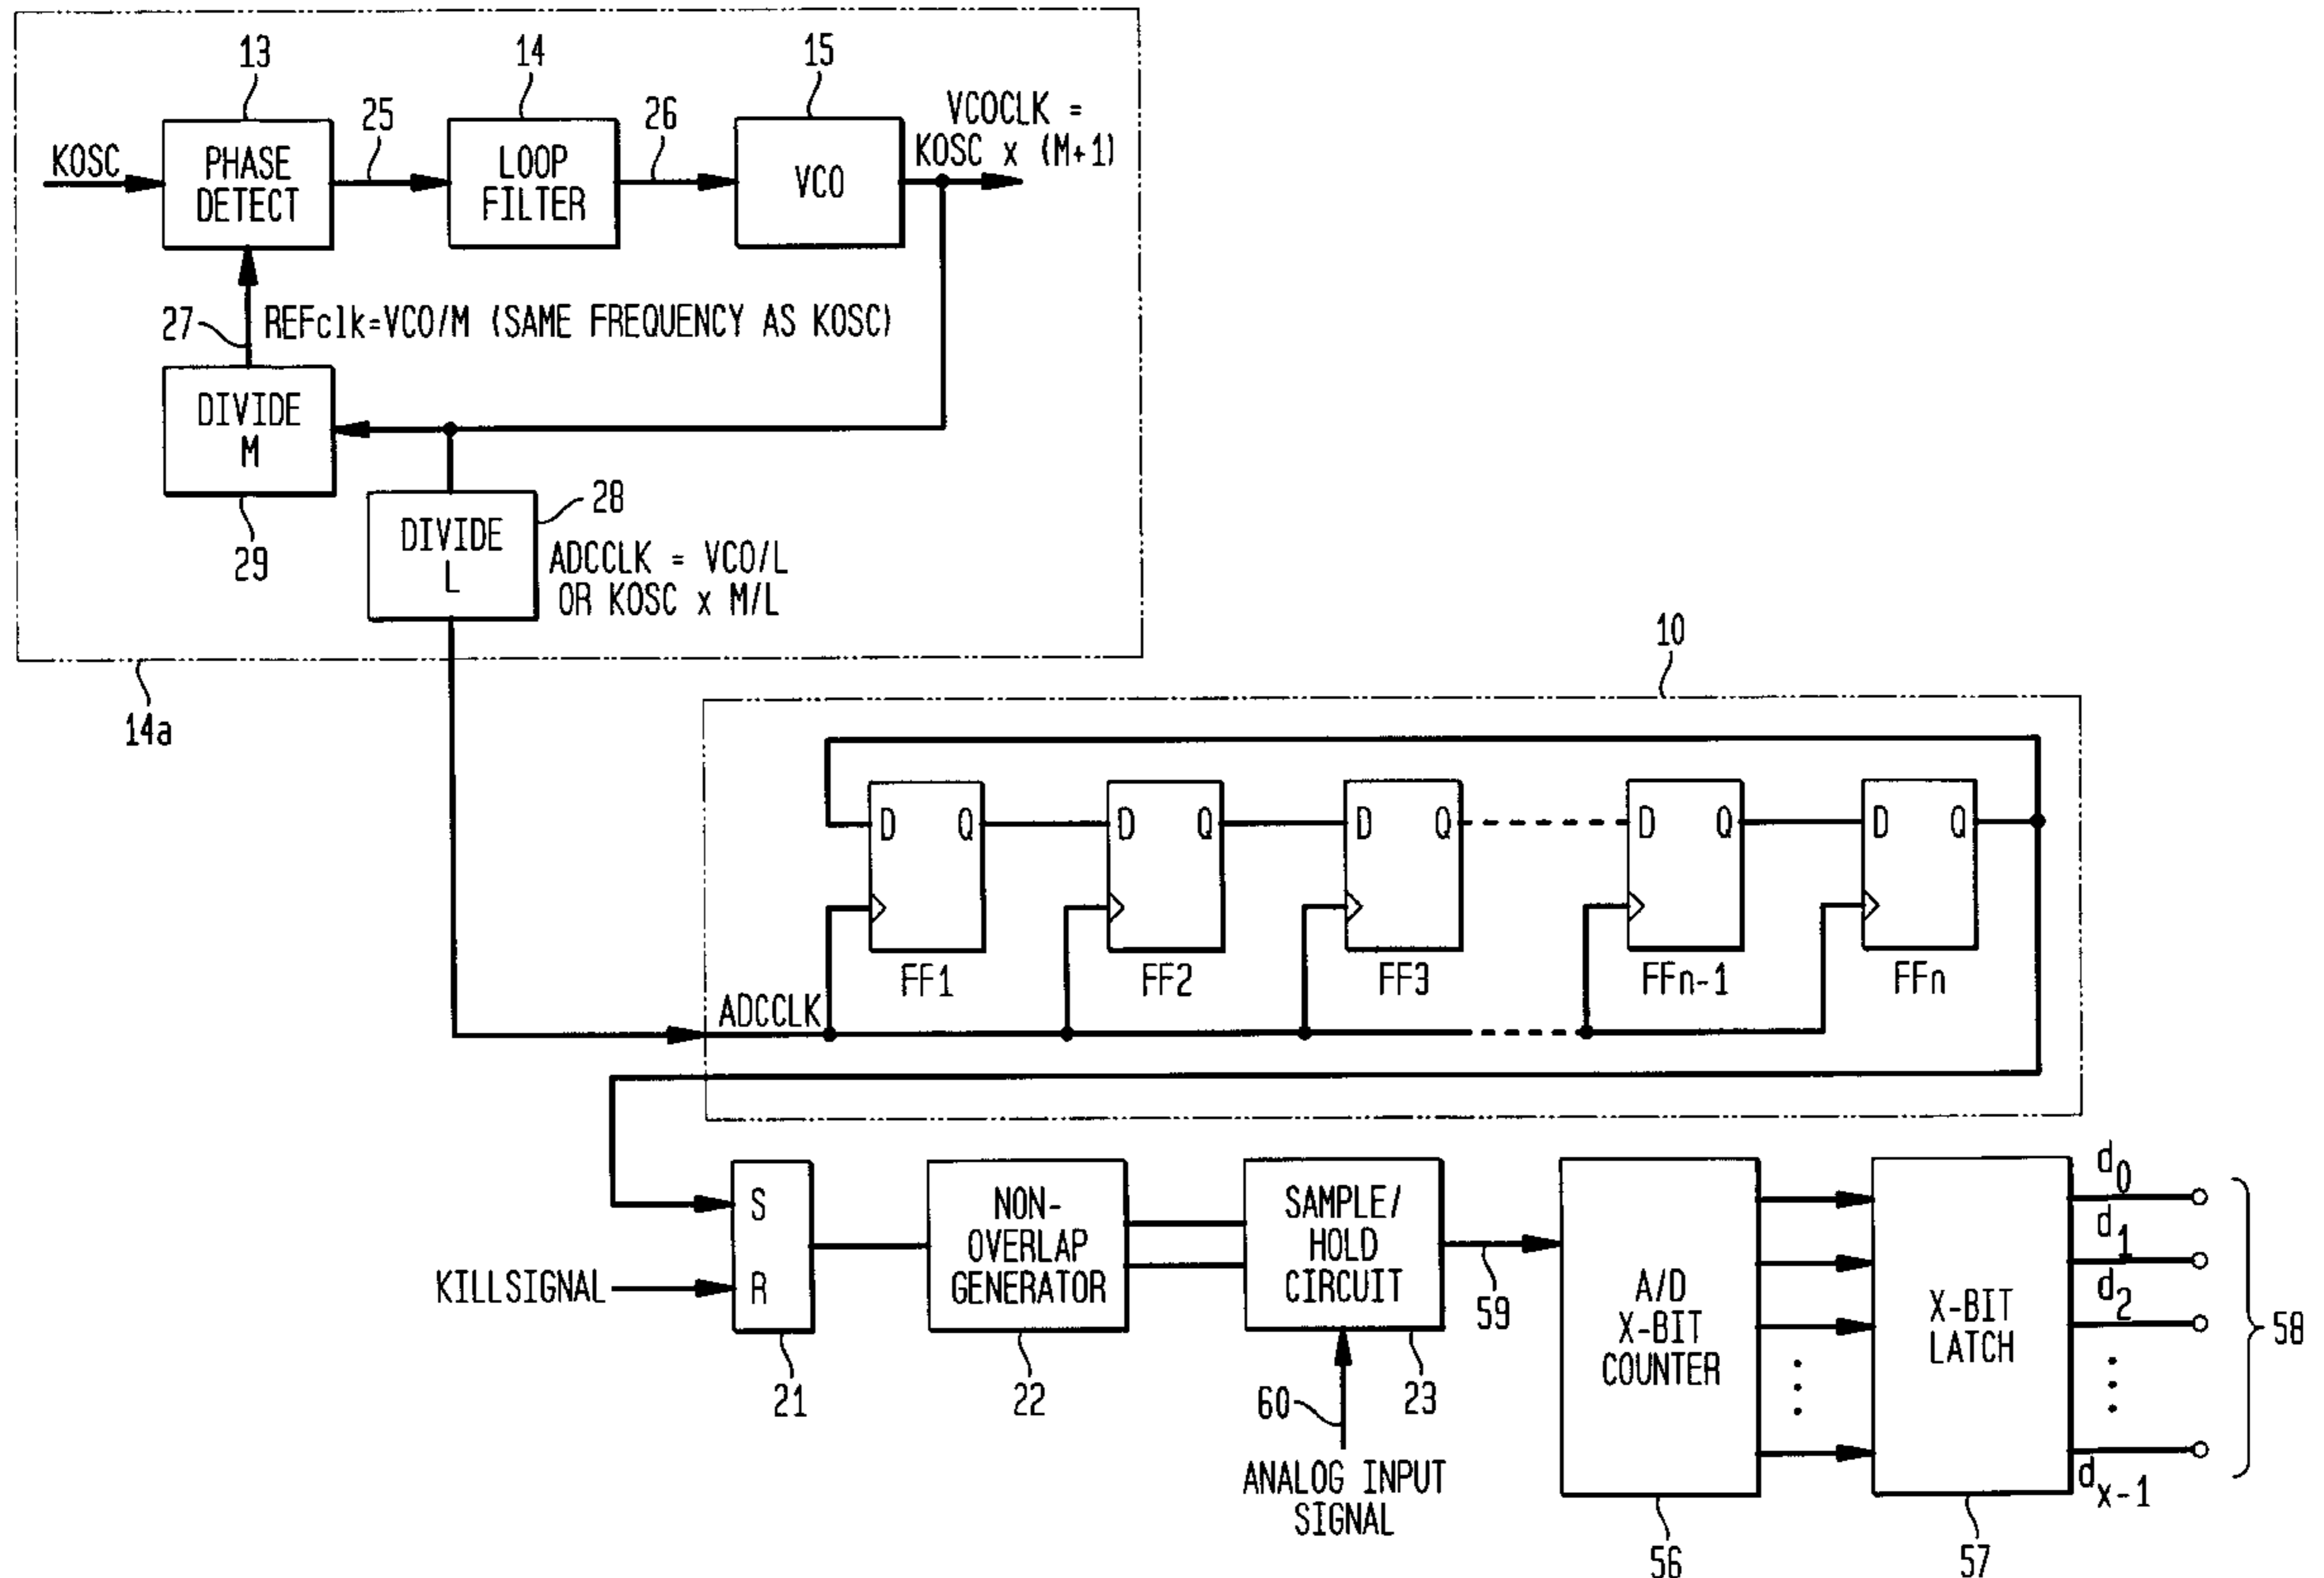 13
14
15
KOSC
PHASE
DETECT
25
LOOP
FILTER
26
VCO
VCOCLK =
KOSC x (M+1)
27
REFclk=VCO/M (SAME FREQUENCY AS KOSC)
DIVIDE
M
29
DIVIDE
L
28
ADCCLK = VCO/L
OR KOSC x M/L
14a
10
D Q
D Q
D Q
D Q
D Q
FF1
FF2
FF3
FFn-1
FFn
ADCCLK
S
R
KILLSIGNAL
21
NON-
OVERLAP
GENERATOR
22
SAMPLE/
HOLD
CIRCUIT
23
59
60
ANALOG INPUT
SIGNAL
A/D
X-BIT
COUNTER
56
X-BIT
LATCH
57
d0
d1
d2
dx-1
58